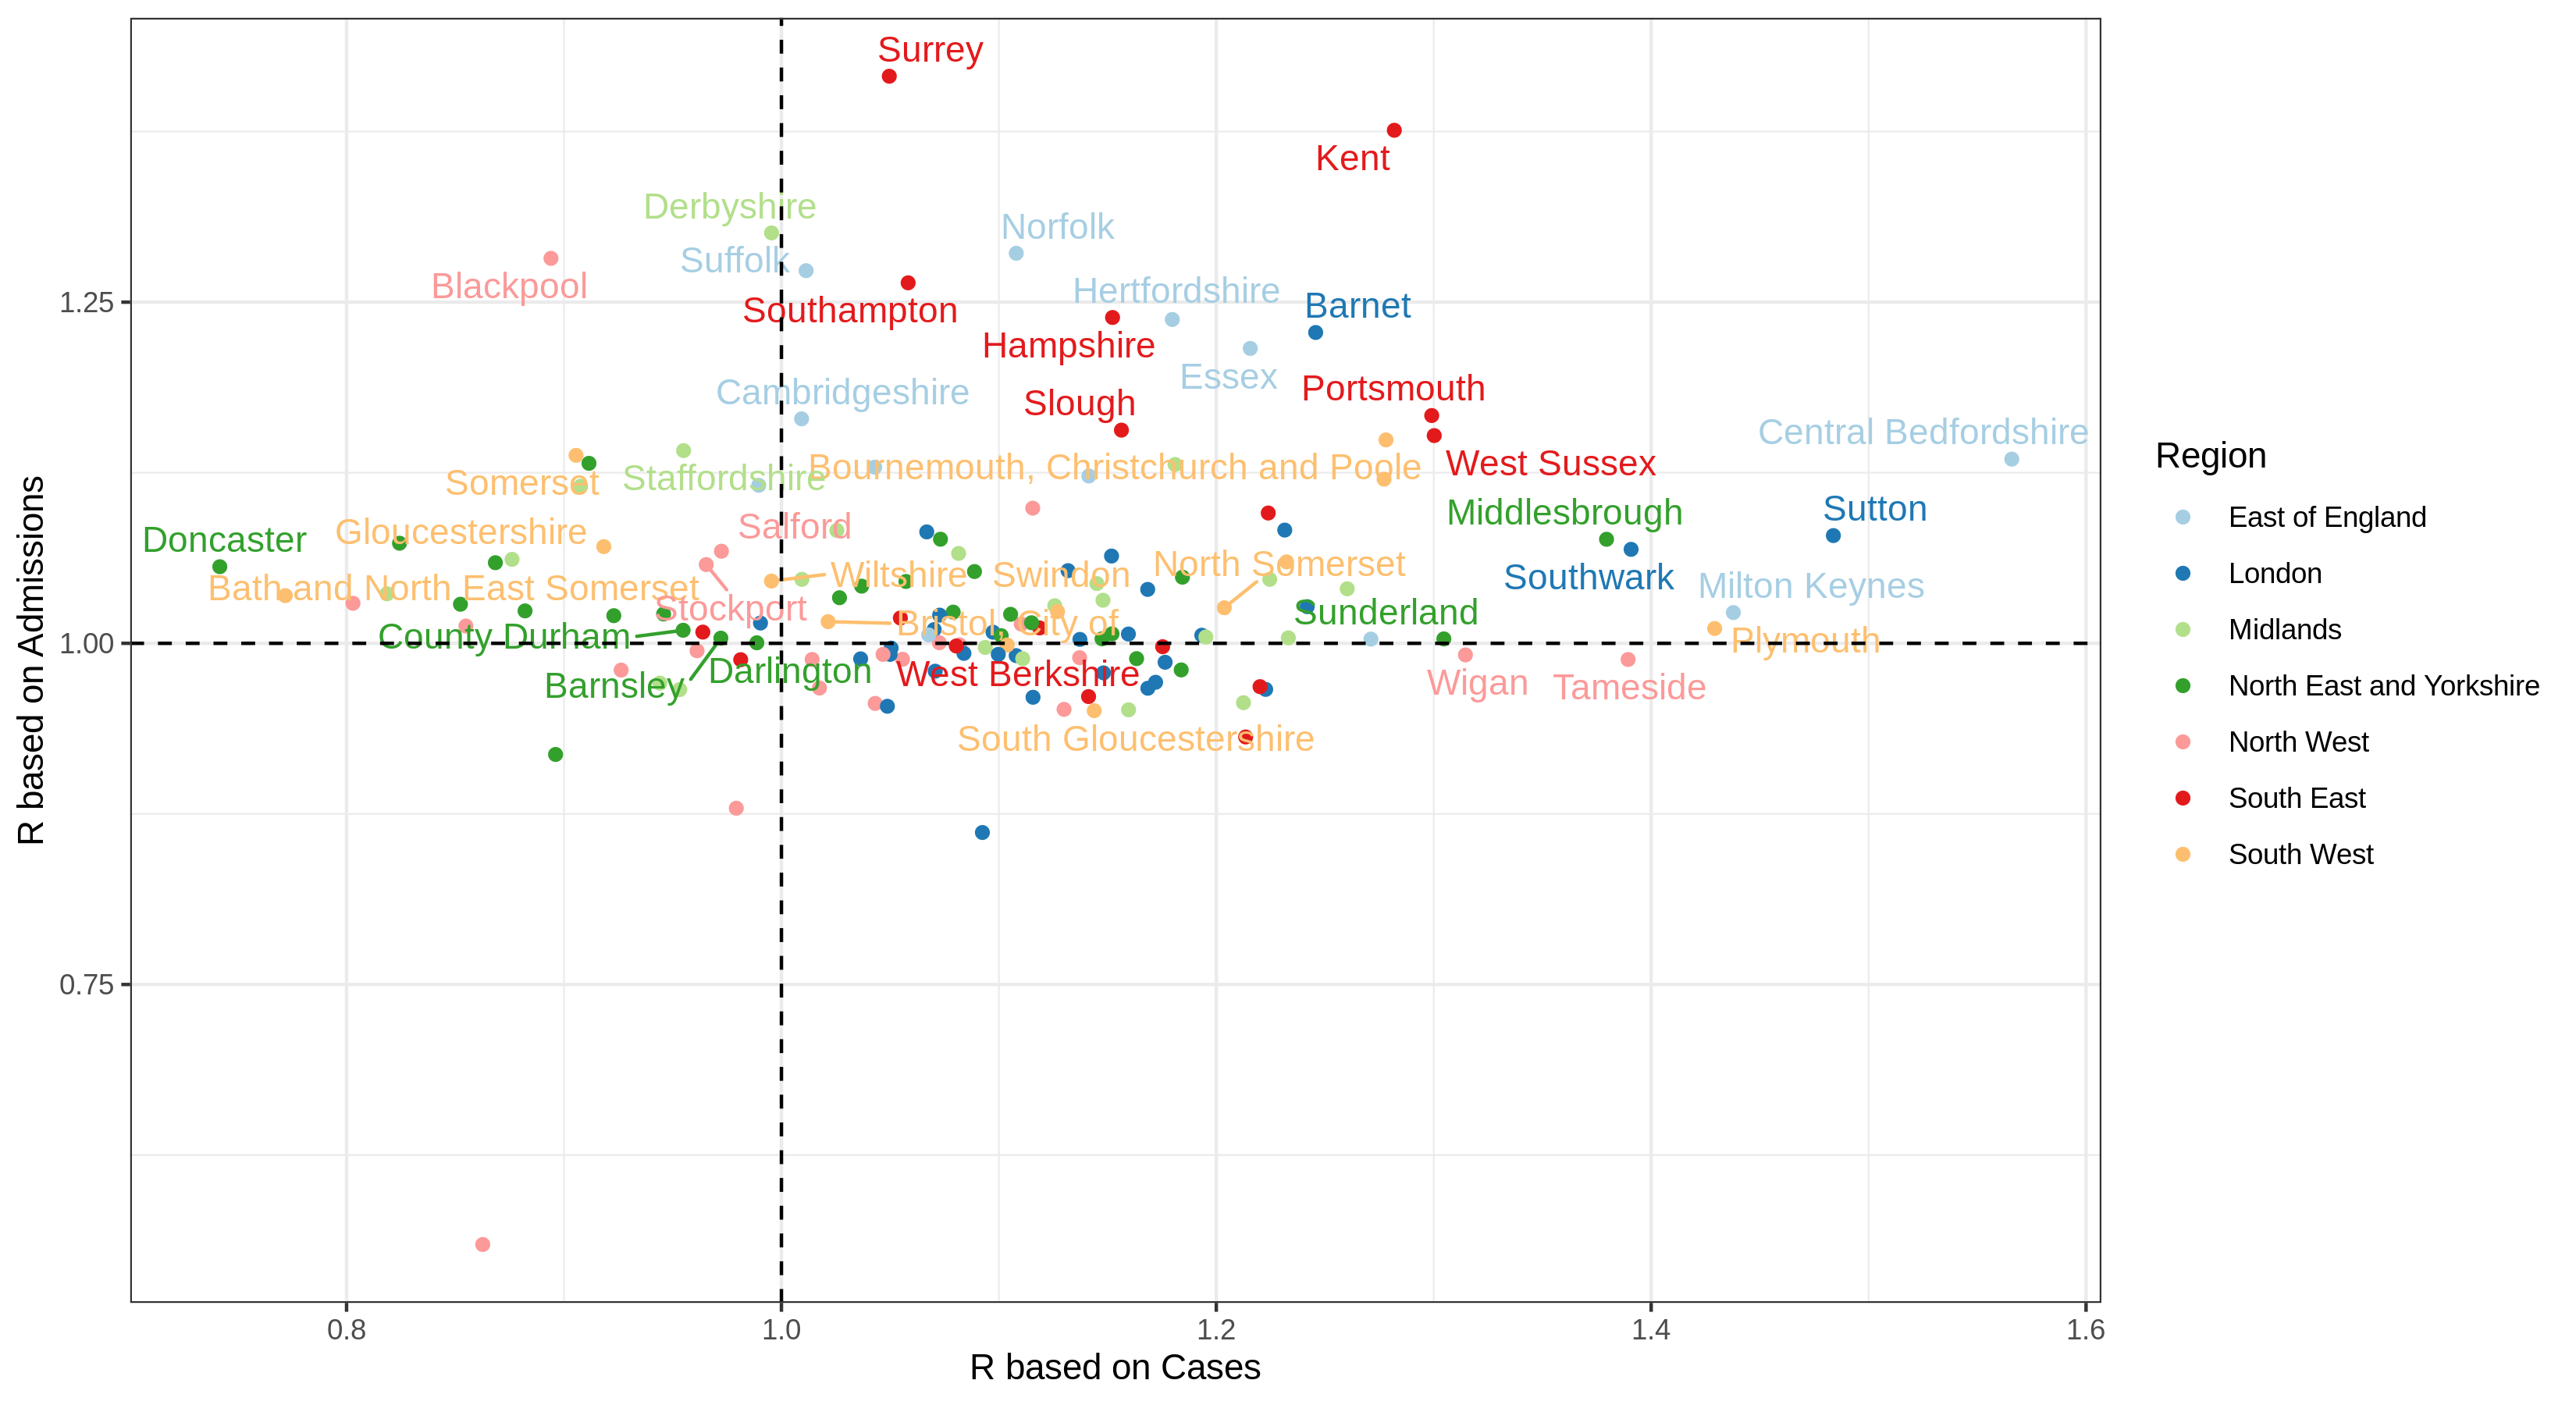 Surrey
Kent
Derbyshire
Norfolk
Suffolk
Blackpool
Hertfordshire
Barnet
1.25
Southampton
Hampshire
Essex
Portsmouth
Cambridgeshire
Slough
Central Bedfordshire
West Sussex
Bournemouth, Christchurch and Poole
Somerset
Staffordshire
Sutton
Middlesbrough
Salford
Gloucestershire
Doncaster
North Somerset
Wiltshire
Swindon
Southwark
Milton Keynes
Bath and North East Somerset
Stockport
Sunderland
Bristol, City of
County Durham
Plymouth
1.00
Darlington
West Berkshire
Barnsley
Wigan
Tameside
South Gloucestershire
0.75
R based on Admissions
0.8
1.0
1.2
1.4
1.6
R based on Cases
Region
East of England
London
Midlands
North East and Yorkshire
North West
South East
South West